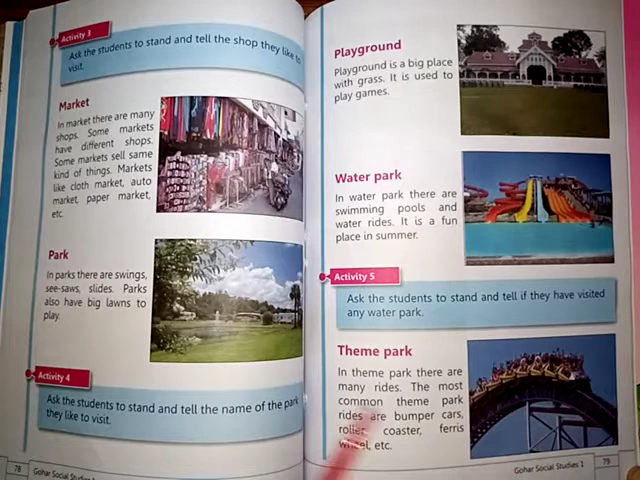 Activity 3
Ask the students to stand and tell the shop they like to
visit.
Market
In market there are many
shops. Some markets
have different shops.
Some markets sell same
kind of things. Markets
like cloth market, auto
market, paper market,
etc.
Park
In parks there are swings,
see-saws, slides. Parks
also have big lawns to
play.
Activity 4
Ask the students to stand and tell the name of the park
they like to visit.
78
Gohar Social Studies
Playground
Playground is a big place
with grass. It is used to
play games.
Water park
In water park there are
swimming pools and
water rides. It is a fun
place in summer.
Activity 5
Ask the students to stand and tell if they have visited
any water park.
Theme park
In theme park there are
many rides. The most
common theme park
rides are bumper cars,
roller, coaster, ferris
wheel, etc.
Gohar Social Studies 1
79